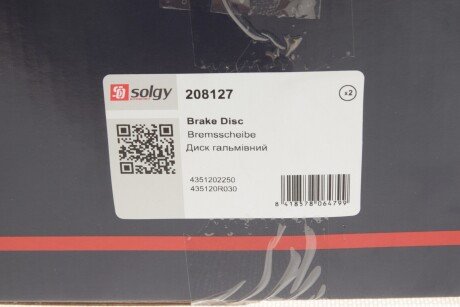 solgy 208127 x2
Brake Disc
Bremsscheibe
Диск гальмівний
4351202250
435120R030
8 418578 064799